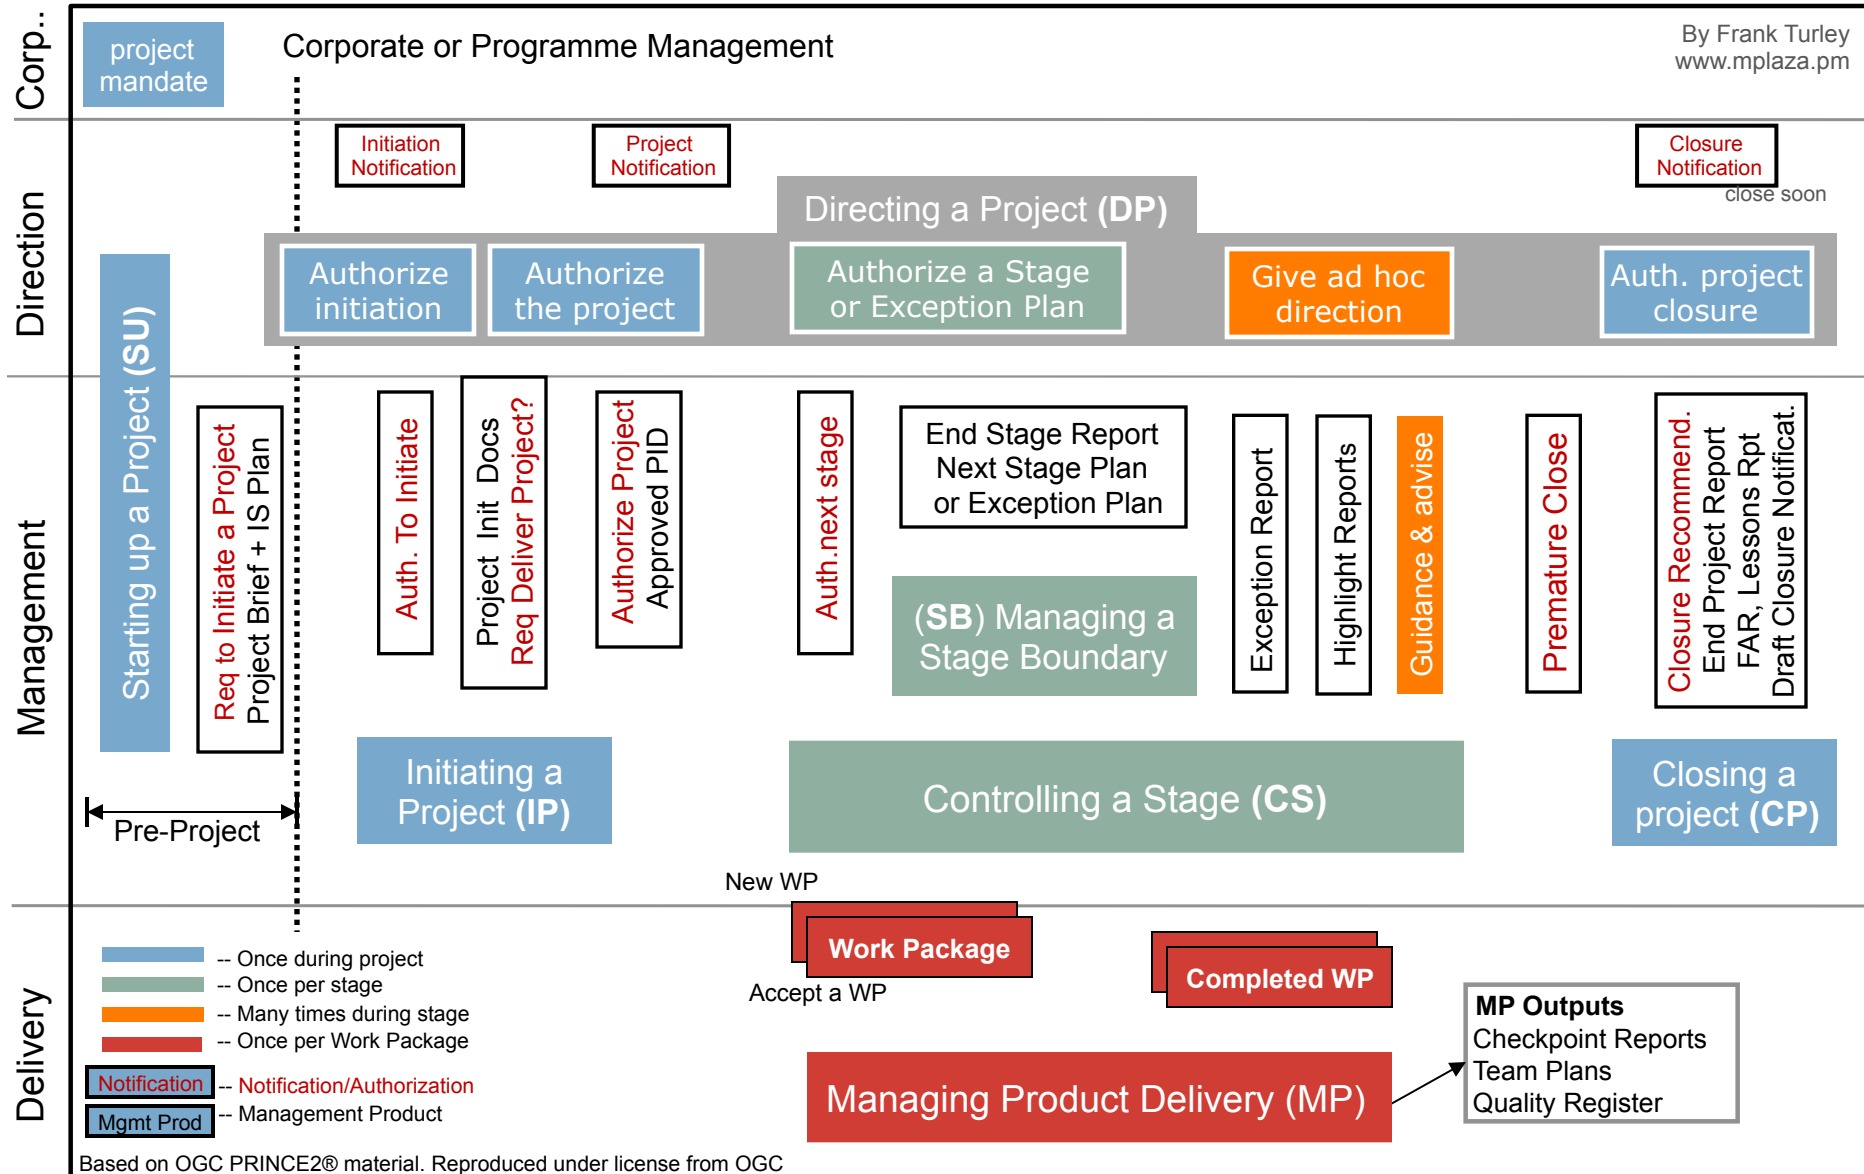 Corp..
project
mandate
Corporate or Programme Management
By Frank Turley
www.mplaza.pm
Direction
Initiation
Notification
Project
Notification
Closure
Notification
close soon
Directing a Project (DP)
Authorize
initiation
Authorize
the project
Authorize a Stage
or Exception Plan
Give ad hoc
direction
Auth. project
closure
Management
Starting up a Project (SU)
Req to Initiate a Project
Project Brief + IS Plan
Auth. To Initiate
Project Init Docs
Req Deliver Project?
Authorize Project
Approved PID
Auth.next stage
End Stage Report
Next Stage Plan
or Exception Plan
(SB) Managing a
Stage Boundary
Exception Report
Highlight Reports
Guidance & advise
Premature Close
Closure Recommend.
End Project Report
FAR, Lessons Rpt
Draft Closure Notificat.
Pre-Project
Initiating a
Project (IP)
Controlling a Stage (CS)
Closing a
project (CP)
Delivery
New WP
Work Package
Accept a WP
Completed WP
Managing Product Delivery (MP)
MP Outputs
Checkpoint Reports
Team Plans
Quality Register
-- Once during project
-- Once per stage
-- Many times during stage
-- Once per Work Package
Notification -- Notification/Authorization
Mgmt Prod -- Management Product
Based on OGC PRINCE2® material. Reproduced under license from OGC